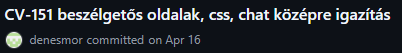 CV-151 beszélgetős oldalak, css, chat középre igazítás
denesmor committed on Apr 16